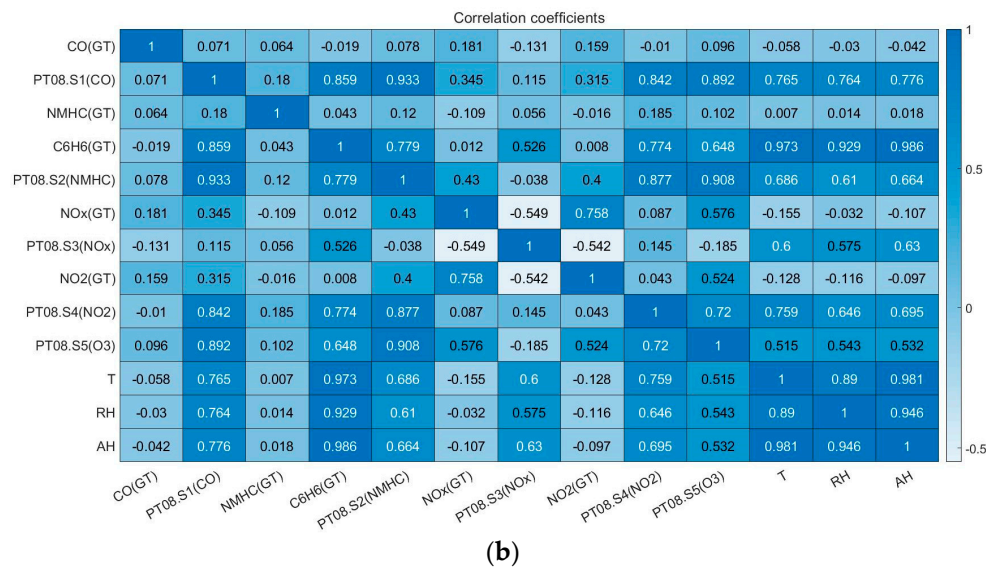 Correlation coefficients
CO(GT) 1 0.071 0.064 -0.019 0.078 0.181 -0.131 0.159 -0.01 0.096 -0.058 -0.03 -0.042
PT08.S1(CO) 0.071 1 0.18 0.859 0.933 0.345 0.115 0.315 0.842 0.892 0.765 0.764 0.776
NMHC(GT) 0.064 0.18 1 0.043 0.12 -0.109 0.056 -0.016 0.185 0.102 0.007 0.014 0.018
C6H6(GT) -0.019 0.859 0.043 1 0.779 0.012 0.526 0.008 0.774 0.648 0.973 0.929 0.986
PT08.S2(NMHC) 0.078 0.933 0.12 0.779 1 0.43 -0.038 0.4 0.877 0.908 0.686 0.61 0.664
NOx(GT) 0.181 0.345 -0.109 0.012 0.43 1 -0.549 0.758 0.087 0.576 -0.155 -0.032 -0.107
PT08.S3(NOx) -0.131 0.115 0.056 0.526 -0.038 -0.549 1 -0.542 0.145 -0.185 0.6 0.575 0.63
NO2(GT) 0.159 0.315 -0.016 0.008 0.4 0.758 -0.542 1 0.043 0.524 -0.128 -0.116 -0.097
PT08.S4(NO2) -0.01 0.842 0.185 0.774 0.877 0.087 0.145 0.043 1 0.72 0.759 0.646 0.695
PT08.S5(O3) 0.096 0.892 0.102 0.648 0.908 0.576 -0.185 0.524 0.72 1 0.515 0.543 0.532
T -0.058 0.765 0.007 0.973 0.686 -0.155 0.6 -0.128 0.759 0.515 1 0.89 0.981
RH -0.03 0.764 0.014 0.929 0.61 -0.032 0.575 -0.116 0.646 0.543 0.89 1 0.946
AH -0.042 0.776 0.018 0.986 0.664 -0.107 0.63 -0.097 0.695 0.532 0.981 0.946 1
CO(GT) PT08.S1(CO) NMHC(GT) C6H6(GT) PT08.S2(NMHC) NOx(GT) PT08.S3(NOx) NO2(GT) PT08.S4(NO2) PT08.S5(O3) T RH AH
1
0.5
0
-0.5
(b)